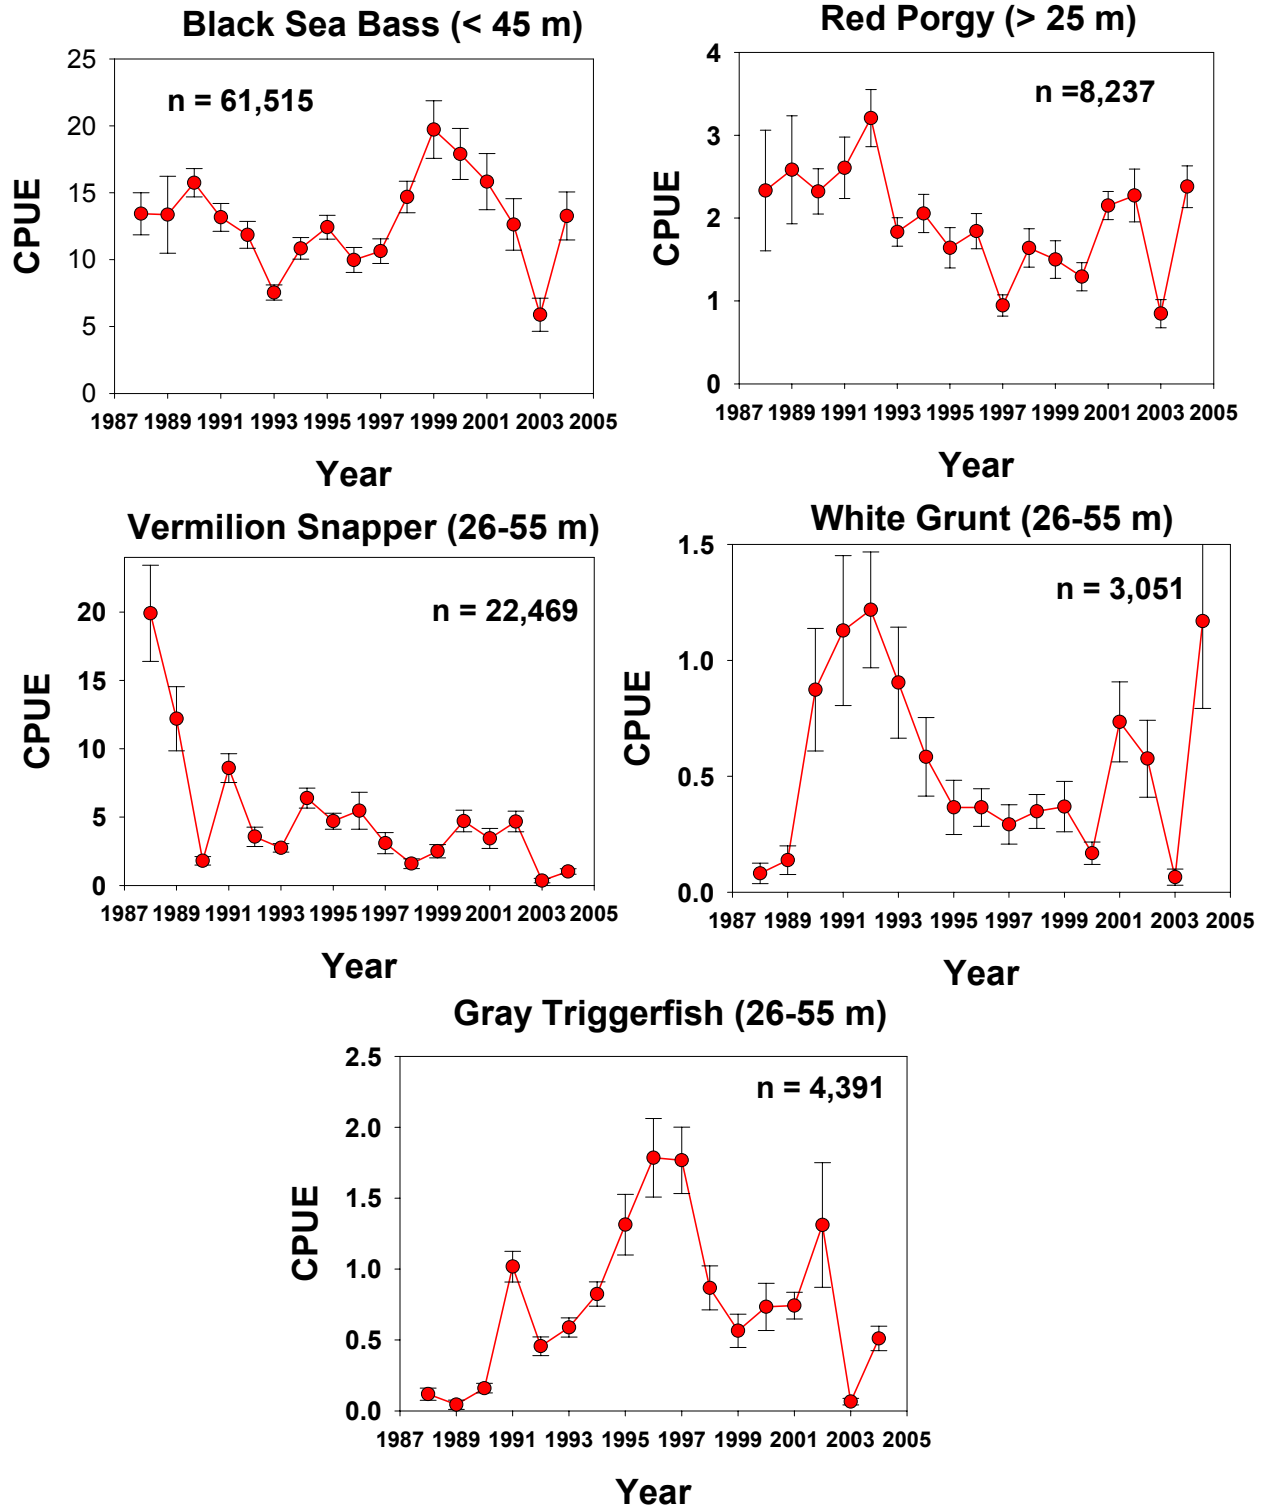 Black Sea Bass (< 45 m)
n = 61,515
25
20
15
10
5
0
CPUE
1987 1989 1991 1993 1995 1997 1999 2001 2003 2005
Year
Red Porgy (> 25 m)
n =8,237
4
3
2
1
0
CPUE
1987 1989 1991 1993 1995 1997 1999 2001 2003 2005
Year
Vermilion Snapper (26-55 m)
n = 22,469
20
15
10
5
0
CPUE
1987 1989 1991 1993 1995 1997 1999 2001 2003 2005
Year
White Grunt (26-55 m)
n = 3,051
1.5
1.0
0.5
0.0
CPUE
1987 1989 1991 1993 1995 1997 1999 2001 2003 2005
Year
Gray Triggerfish (26-55 m)
n = 4,391
2.5
2.0
1.5
1.0
0.5
0.0
CPUE
1987 1989 1991 1993 1995 1997 1999 2001 2003 2005
Year